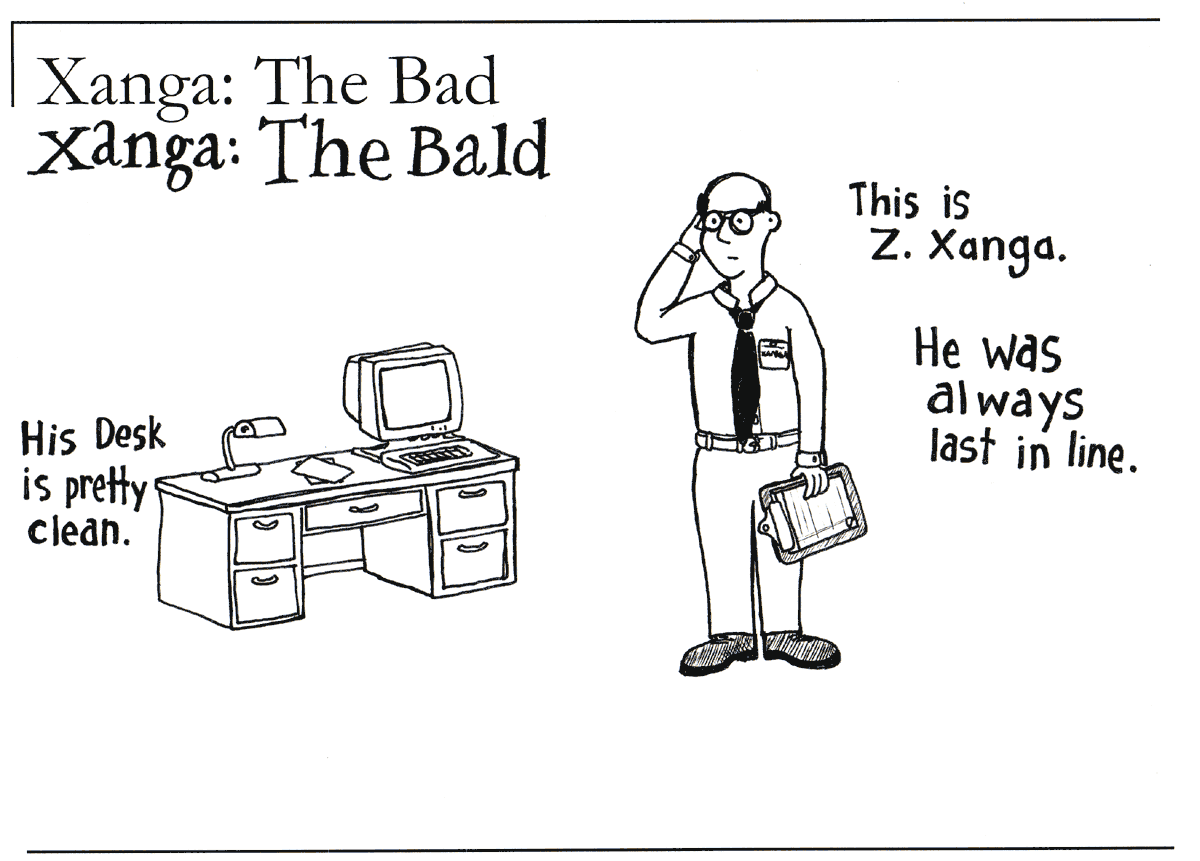 Xanga: The Bad
Xanga: The Bald
This is
Z. Xanga.
He was
always
last in line.
His Desk
is pretty
clean.
XANGA